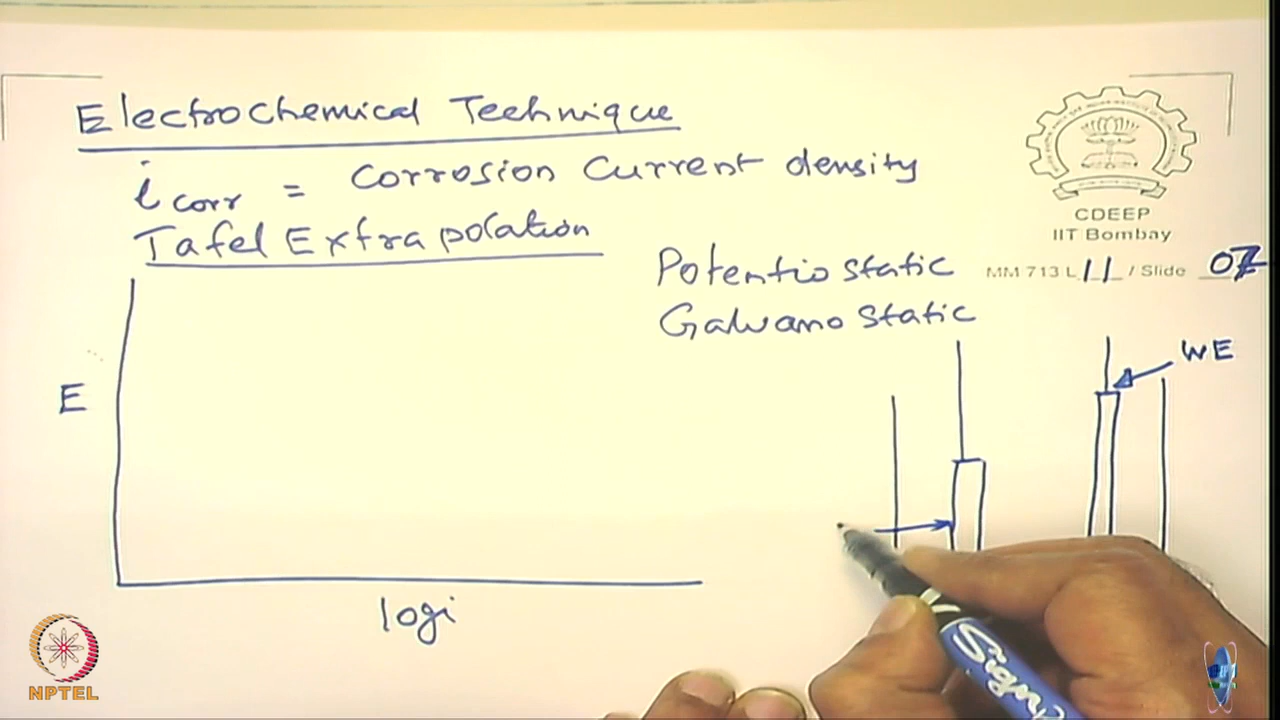 Electrochemical Technique
i corr = Corrosion Current density
Tafel Extrapolation
CDEEP
IIT Bombay
MM 713 L 11 / Slide 07
Potentiostatic
Galvanostatic
WE
E
log i
NPTEL